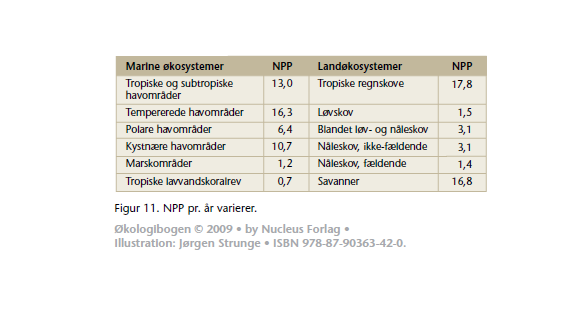 Marine økosystemer NPP Landøkosystemer NPP
Tropiske og subtropiske havområder 13,0 Tropiske regnskove 17,8
Tempererede havområder 16,3 Løvskov 1,5
Polare havområder 6,4 Blandet løv- og nåleskov 3,1
Kystnære havområder 10,7 Nåleskov, ikke-fældende 3,1
Marskområder 1,2 Nåleskov, fældende 1,4
Tropiske lavvandskoralrev 0,7 Savanner 16,8
Figur 11. NPP pr. år varierer.
Økologibogen © 2009 • by Nucleus Forlag •
Illustration: Jørgen Strunge • ISBN 978-87-90363-42-0.